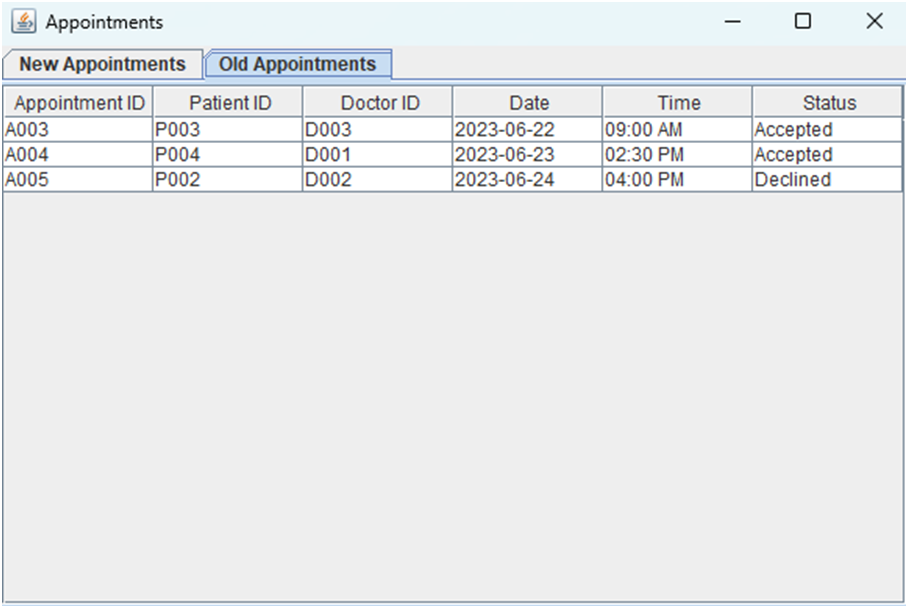 Appointments
New Appointments Old Appointments
Appointment ID Patient ID Doctor ID Date Time Status
A003 P003 D003 2023-06-22 09:00 AM Accepted
A004 P004 D001 2023-06-23 02:30 PM Accepted
A005 P002 D002 2023-06-24 04:00 PM Declined